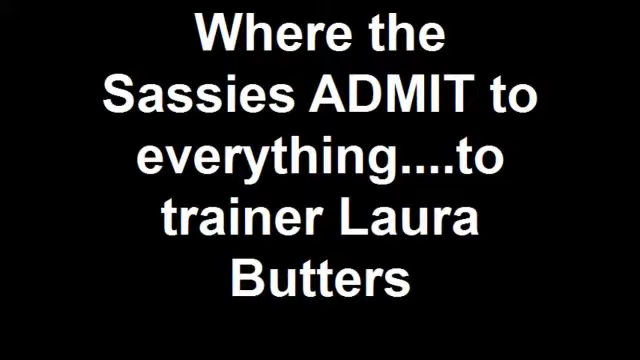 Where the
Sassies ADMIT to
everything....to
trainer Laura
Butters